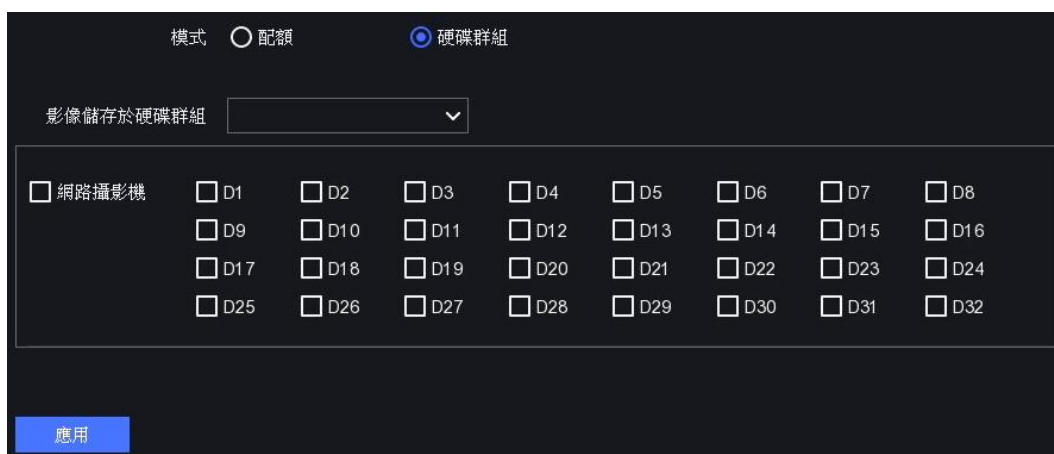 模式 配額 硬碟群組
影像儲存於硬碟群組
網路攝影機 D1 D2 D3 D4 D5 D6 D7 D8
D9 D10 D11 D12 D13 D14 D15 D16
D17 D18 D19 D20 D21 D22 D23 D24
D25 D26 D27 D28 D29 D30 D31 D32
應用